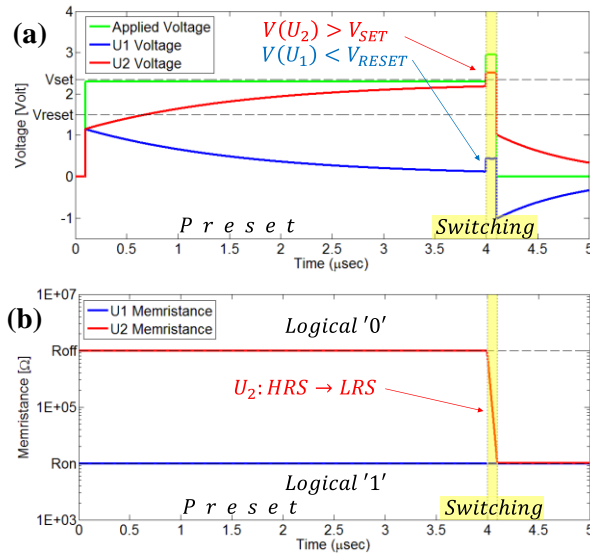 (a)
Applied Voltage
U1 Voltage
U2 Voltage
V(U₂) > V_SET
V(U₁) < V_RESET
Voltage [Volt]
4
3
Vset
2
Vreset
1
0
-1
P r e s e t
Switching
0 0.5 1 1.5 2 2.5 3 3.5 4 4.5 5
Time (μsec)
(b)
U1 Memristance
U2 Memristance
Logical '0'
U₂: HRS → LRS
Memristance [Ω]
1E+07
Roff
1E+05
Ron
1E+03
Logical '1'
P r e s e t
Switching
0 0.5 1 1.5 2 2.5 3 3.5 4 4.5 5
Time (μsec)